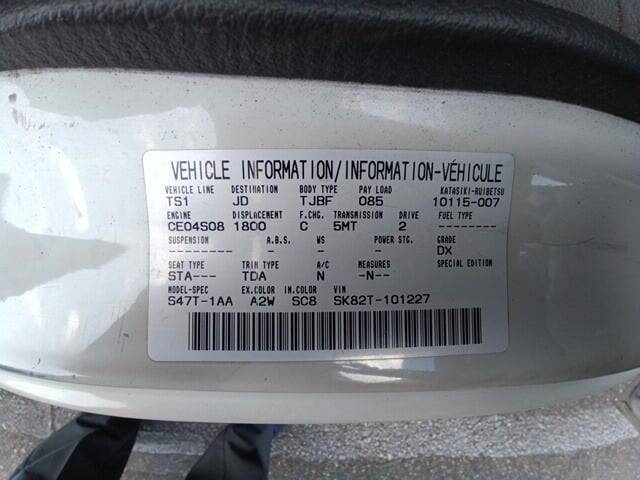 VEHICLE INFORMATION/INFORMATION-VÉHICULE
VEHICLE LINE DESTINATION BODY TYPE PAY LOAD KATASIKI-RUIBETSU
TS1 JD TJBF 085 10115-007
ENGINE DISPLACEMENT F.CHG. TRANSMISSION DRIVE FUEL TYPE
CE04S08 1800 C 5MT 2 -
SUSPENSION A.B.S. WS POWER STG. GRADE
- - - - DX
SEAT TYPE TRIM TYPE A/C MEASURES SPECIAL EDITION
STA--- TDA N -N-- ---
MODEL-SPEC EX.COLOR IN.COLOR VIN
S47T-1AA A2W SC8 SK82T-101227